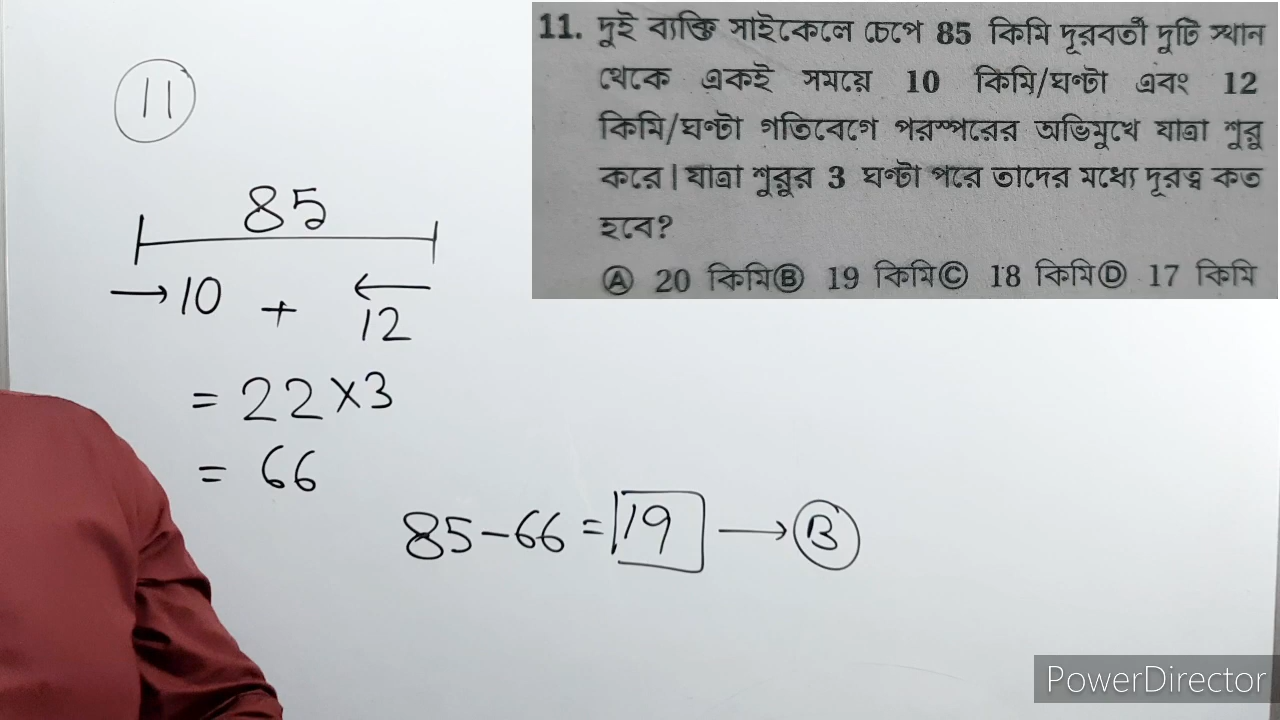 11. দুই ব্যক্তি সাইকেলে চেপে 85 কিমি দূরবর্তী দুটি স্থান
থেকে একই সময়ে 10 কিমি/ঘণ্টা এবং 12
কিমি/ঘণ্টা গতিবেগে পরস্পরের অভিমুখে যাত্রা শুরু
করে। যাত্রা শুরুর 3 ঘণ্টা পরে তাদের মধ্যে দূরত্ব কত
হবে?
Ⓐ 20 কিমি Ⓑ 19 কিমি Ⓒ 18 কিমি Ⓓ 17 কিমি
11
85
→10 + ←12
= 22×3
= 66
85-66 = 19 → B
PowerDirector